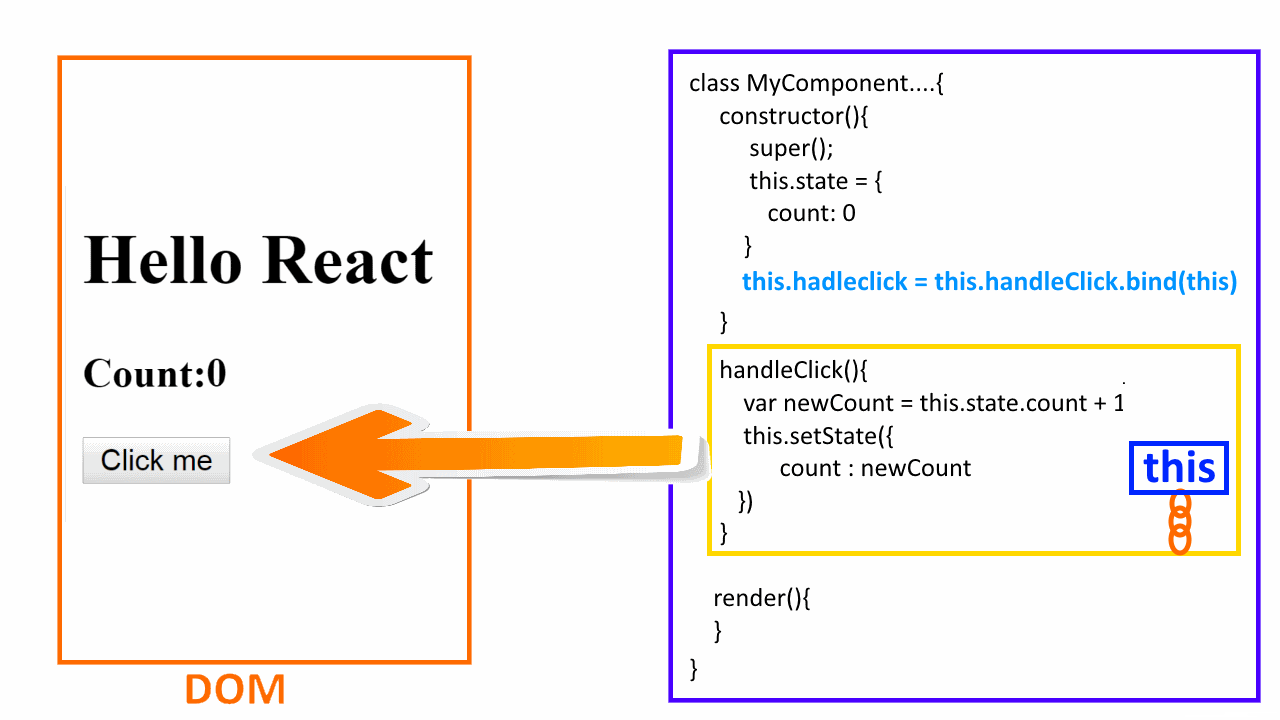 Hello React
Count:0
Click me
DOM
class MyComponent....{
constructor(){
super();
this.state = {
count: 0
}
this.hadleclick = this.handleClick.bind(this)
}
handleClick(){
var newCount = this.state.count + 1
this.setState({
count : newCount
})
}
this
render(){
}
}